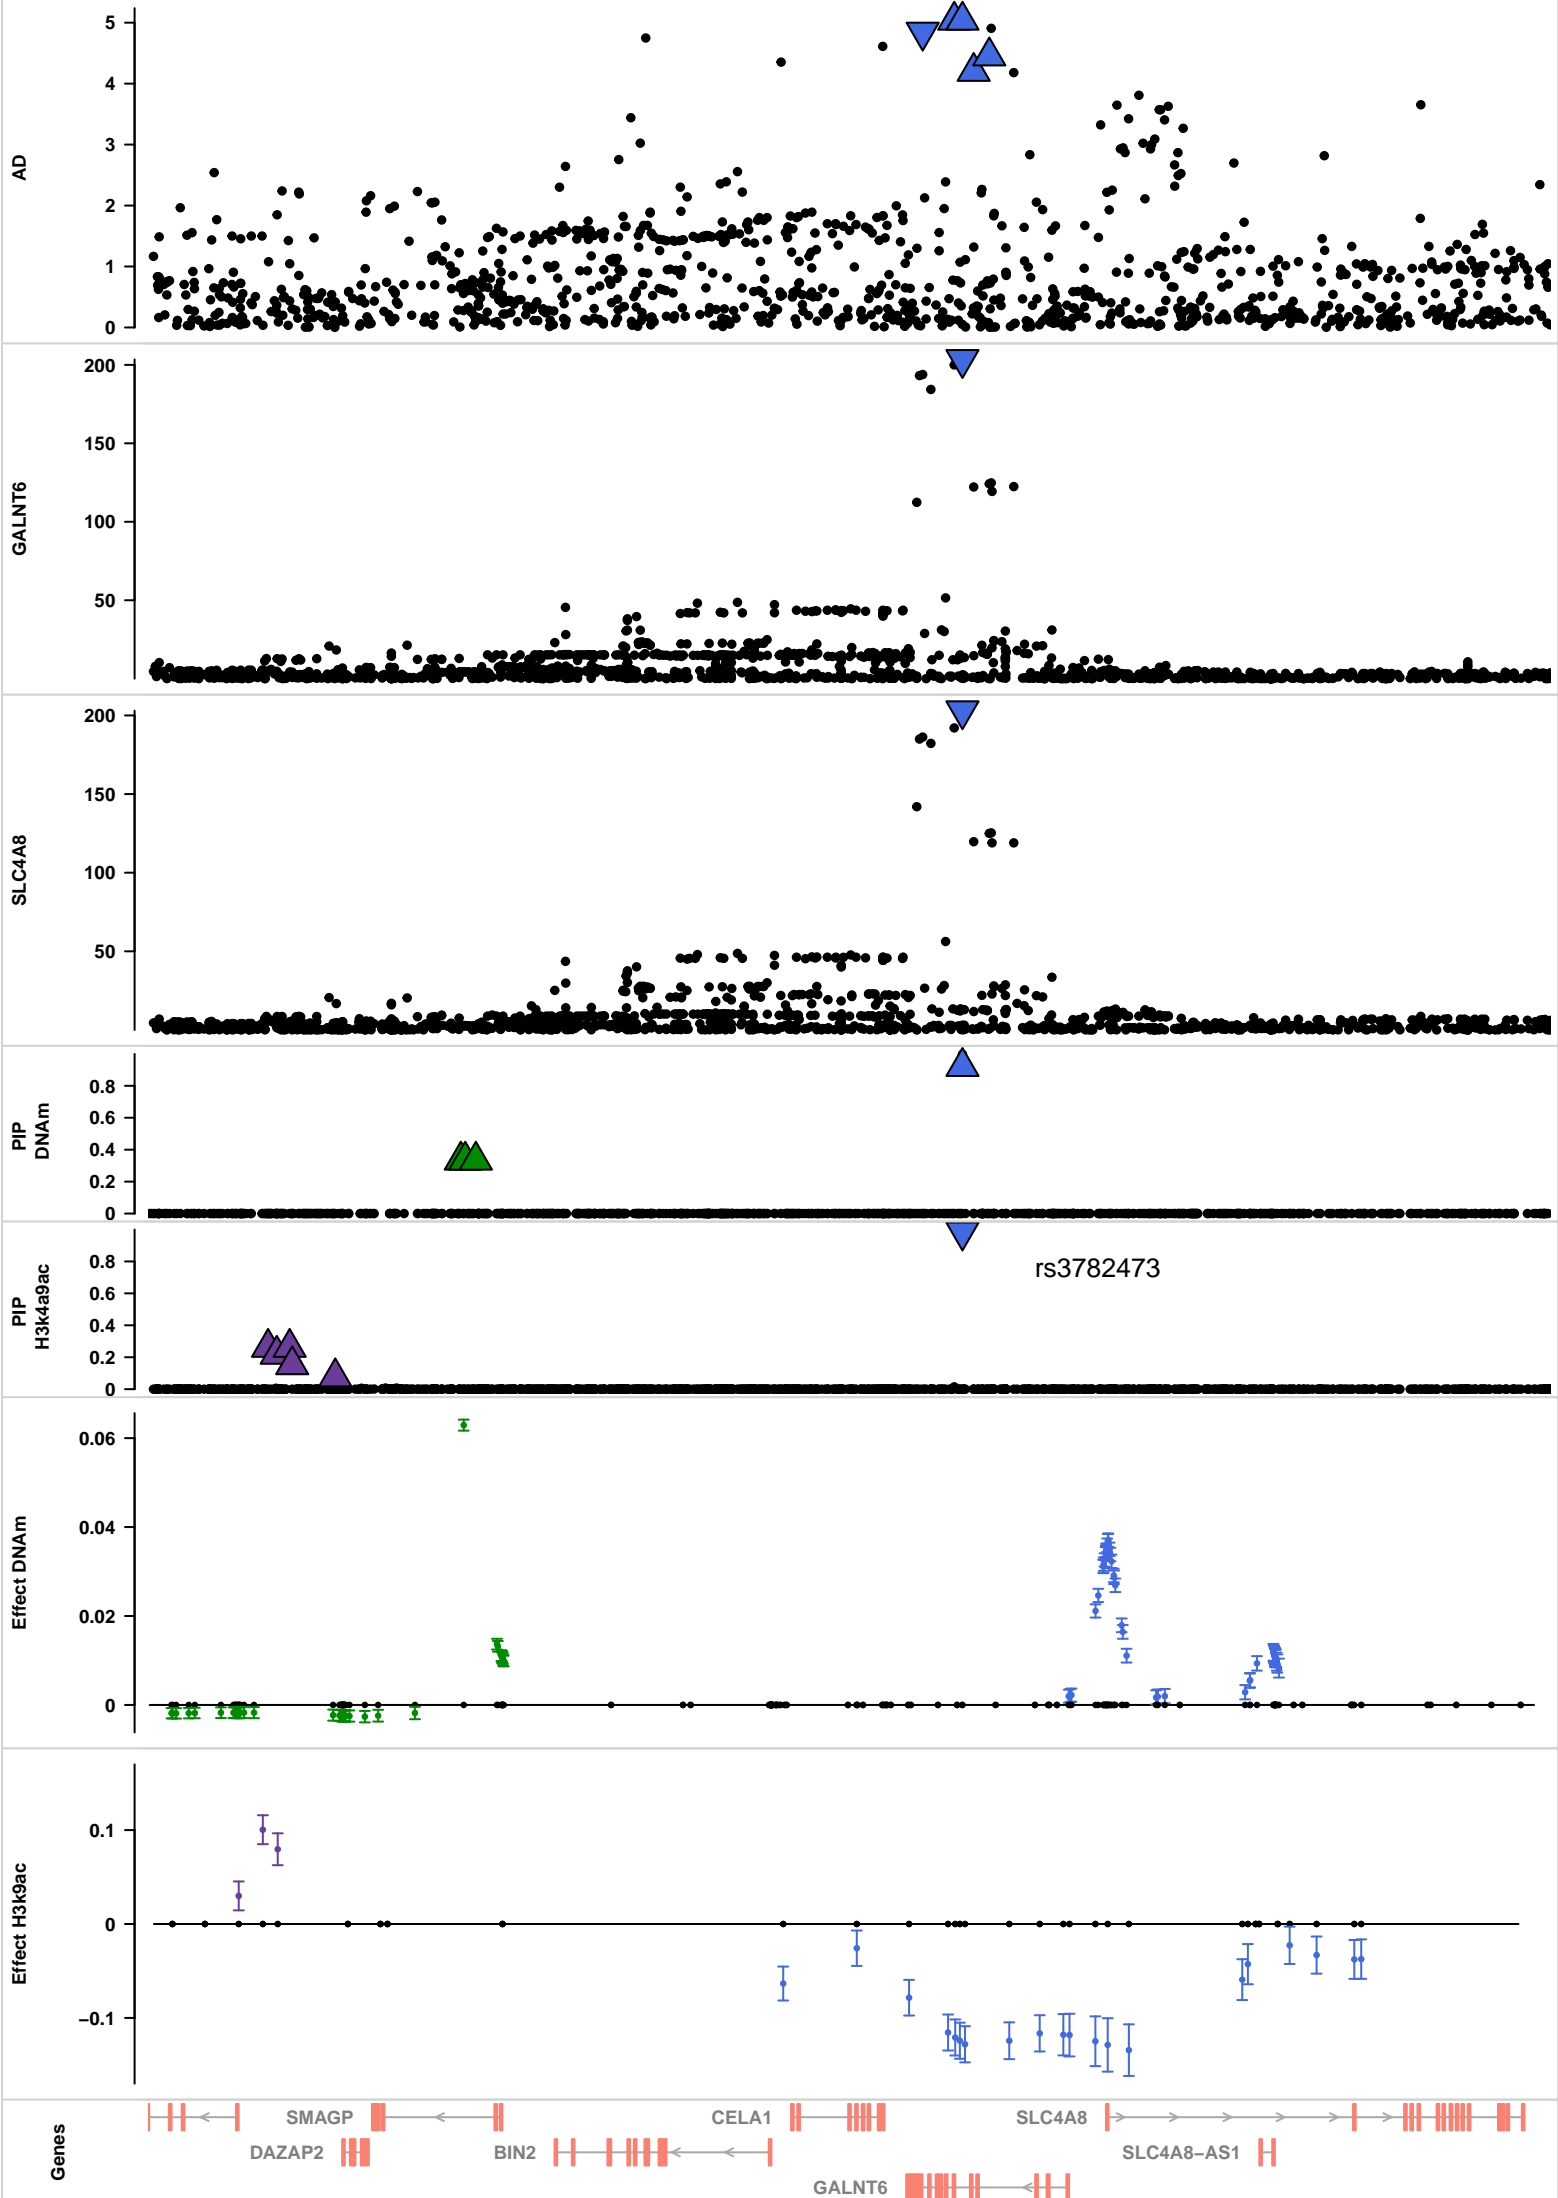 AD
5
4
3
2
1
0
GALNT6
200
150
100
50
SLC4A8
200
150
100
50
PIP
DNAm
0.8
0.6
0.4
0.2
0
PIP
H3k4a9ac
0.8
0.6
0.4
0.2
0
rs3782473
Effect DNAm
0.06
0.04
0.02
0
Effect H3k9ac
0.1
0
−0.1
Genes
SMAGP
CELA1
SLC4A8
DAZAP2
BIN2
SLC4A8−AS1
GALNT6